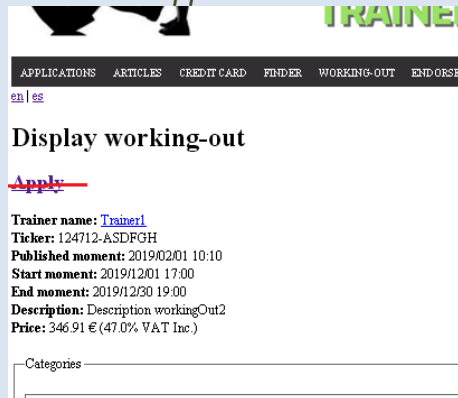 TRAINE
APPLICATIONS ARTICLES CREDIT CARD FINDER WORKING-OUT ENDORSE
en | es
Display working-out
Apply
Trainer name: Trainer1
Ticker: 124712-ASDFGH
Published moment: 2019/02/01 10:10
Start moment: 2019/12/01 17:00
End moment: 2019/12/30 19:00
Description: Description workingOut2
Price: 346.91 € (47.0% VAT Inc.)
Categories